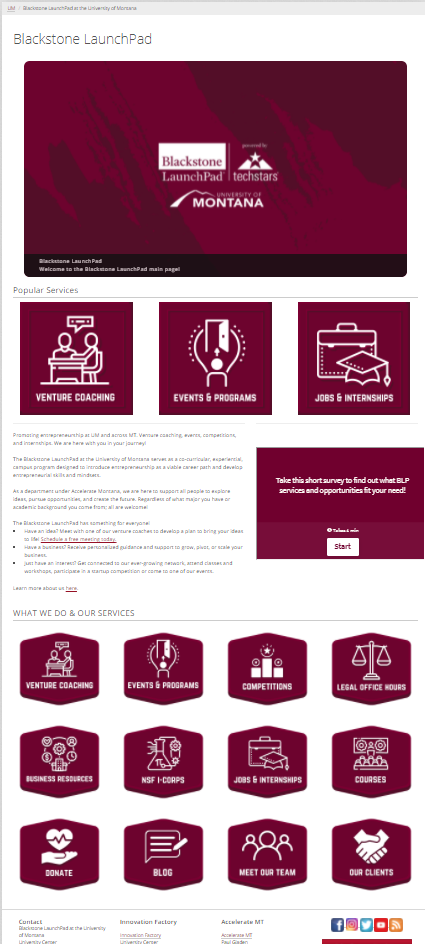 UM / Blackstone LaunchPad at the University of Montana
Blackstone LaunchPad
Blackstone
LaunchPad
powered by
techstars
UNIVERSITY OF
MONTANA
Blackstone LaunchPad
Welcome to the Blackstone LaunchPad main page!
Popular Services
VENTURE COACHING
EVENTS & PROGRAMS
JOBS & INTERNSHIPS
Promoting entrepreneurship at UM and across MT. Venture coaching, events, competitions,
and internships. We are here with you in your journey!
The Blackstone LaunchPad at the University of Montana serves as a co-curricular, experiential,
campus program designed to introduce entrepreneurship as a viable career path and develop
entrepreneurial skills and mindsets.
As a department under Accelerate Montana, we are here to support all people to explore
ideas, pursue opportunities, and create the future. Regardless of what major you have or
academic background you come from; all are welcome!
The Blackstone LaunchPad has something for everyone!
• Have an idea? Meet with one of our venture coaches to develop a plan to bring your ideas
to life! Schedule a free meeting today.
• Have a business? Receive personalized guidance and support to grow, pivot, or scale your
business.
• Just have an interest? Get connected to our ever-growing network, attend classes and
workshops, participate in a startup competition or come to one of our events.
Learn more about us here.
Take this short survey to find out what BLP
services and opportunities fit your need!
Takes 4 min
Start
WHAT WE DO & OUR SERVICES
VENTURE COACHING
EVENTS & PROGRAMS
COMPETITIONS
LEGAL OFFICE HOURS
BUSINESS RESOURCES
NSF I-CORPS
JOBS & INTERNSHIPS
COURSES
DONATE
BLOG
MEET OUR TEAM
OUR CLIENTS
Contact
Blackstone LaunchPad at the University
of Montana
University Center
Innovation Factory
Innovation Factory
University Center
Accelerate MT
Accelerate MT
Paul Gladen